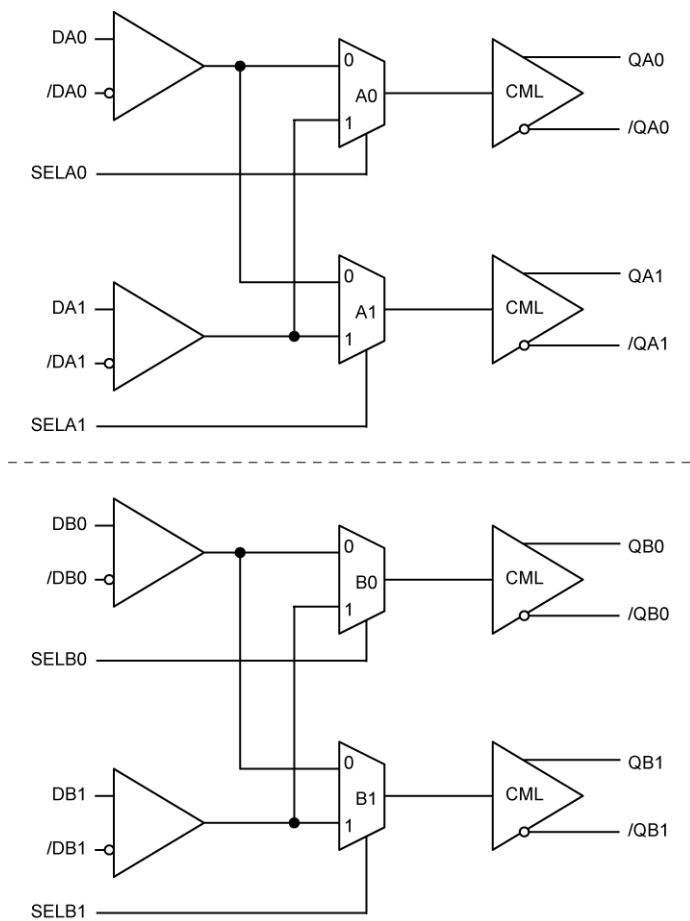 DA0
QA0
0
A0
CML
/DA0
1
/QA0
SELA0
0
QA1
DA1
A1
CML
1
/QA1
/DA1
SELA1
DB0
QB0
0
B0
CML
/DB0
1
/QB0
SELB0
0
QB1
DB1
B1
CML
1
/QB1
/DB1
SELB1